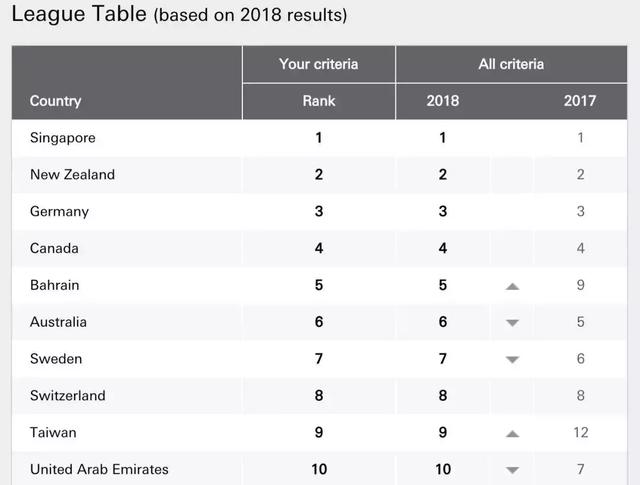 League Table (based on 2018 results)
Your criteria All criteria
Country Rank 2018 2017
Singapore 1 1 1
New Zealand 2 2 2
Germany 3 3 3
Canada 4 4 4
Bahrain 5 5 ▲ 9
Australia 6 6 ▼ 5
Sweden 7 7 ▼ 6
Switzerland 8 8 8
Taiwan 9 9 ▲ 12
United Arab Emirates 10 10 ▼ 7